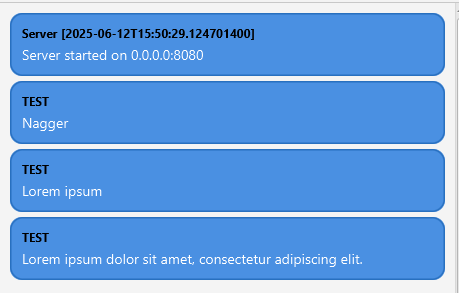 Server [2025-06-12T15:50:29.124701400]
Server started on 0.0.0.0:8080
TEST
Nagger
TEST
Lorem ipsum
TEST
Lorem ipsum dolor sit amet, consectetur adipiscing elit.